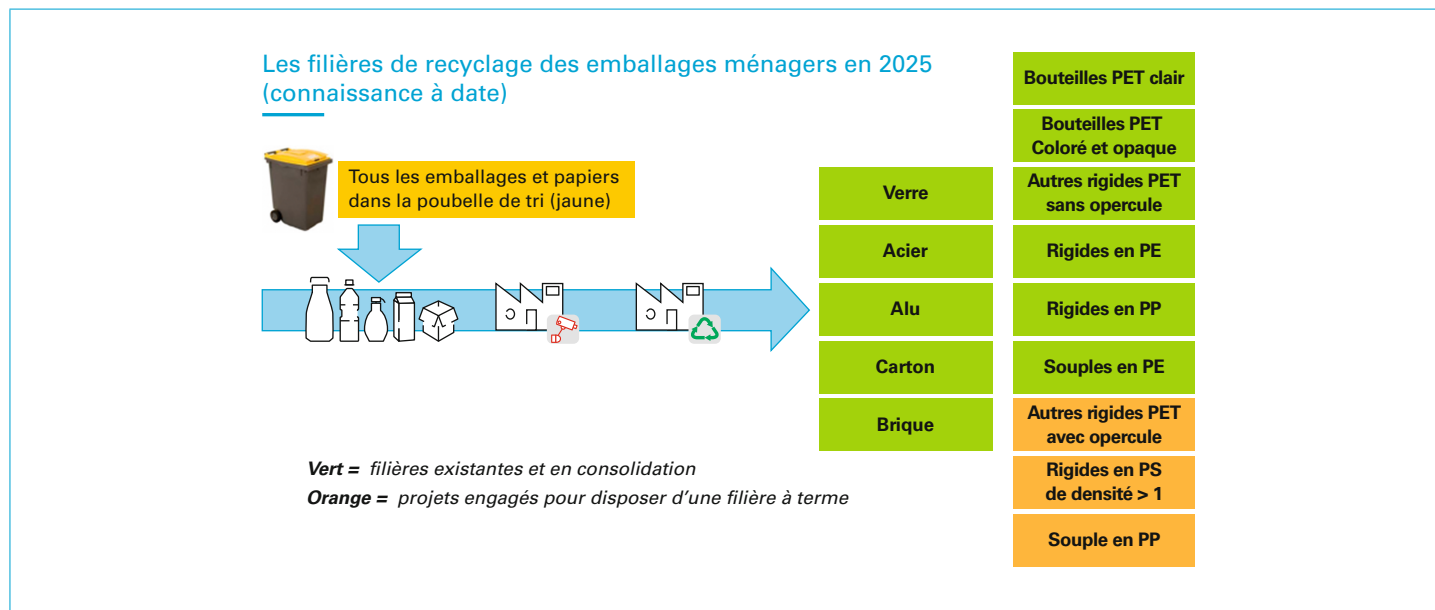 Les filières de recyclage des emballages ménagers en 2025
(connaissance à date)
Tous les emballages et papiers
dans la poubelle de tri (jaune)
Verre
Acier
Alu
Carton
Brique
Bouteilles PET clair
Bouteilles PET
Coloré et opaque
Autres rigides PET
sans opercule
Rigides en PE
Rigides en PP
Souples en PE
Autres rigides PET
avec opercule
Rigides en PS
de densité > 1
Souple en PP
Vert = filières existantes et en consolidation
Orange = projets engagés pour disposer d’une filière à terme